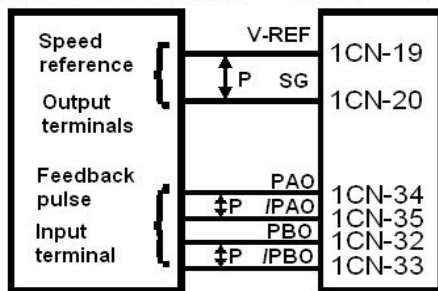 Speed
reference
Output
terminals
Feedback
pulse
Input
terminal
V-REF
P SG
PAO
P /PAO
PBO
P /PBO
1CN-19
1CN-20
1CN-34
1CN-35
1CN-32
1CN-33